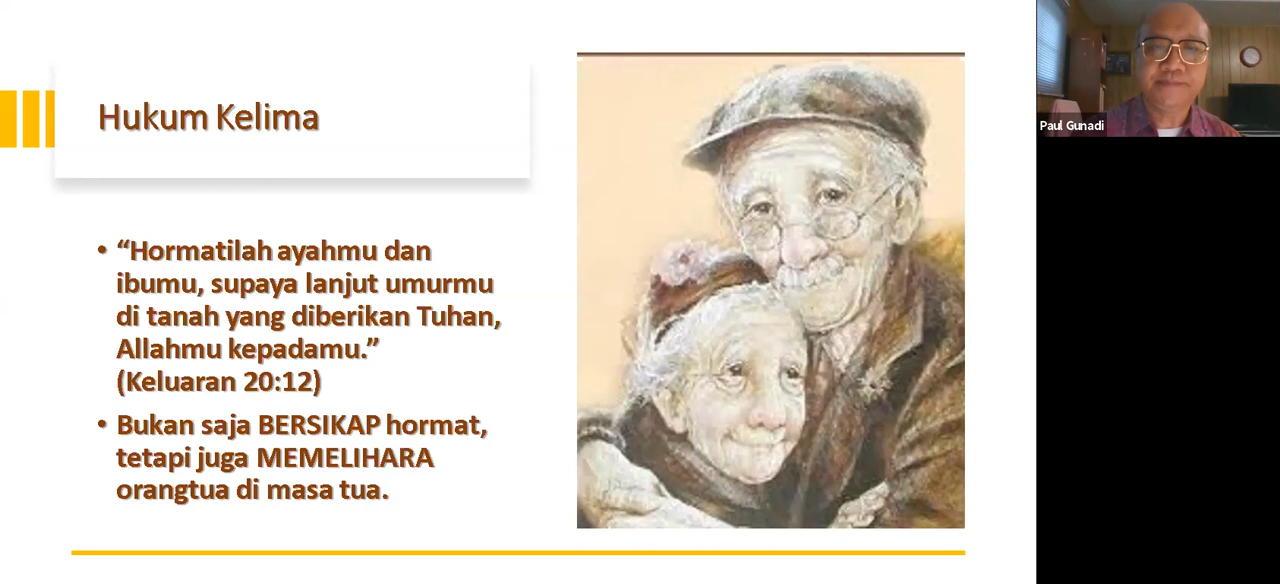 Hukum Kelima
• “Hormatilah ayahmu dan
ibumu, supaya lanjut umurmu
di tanah yang diberikan Tuhan,
Allahmu kepadamu.”
(Keluaran 20:12)
• Bukan saja BERSIKAP hormat,
tetapi juga MEMELIHARA
orangtua di masa tua.
Paul Gunadi